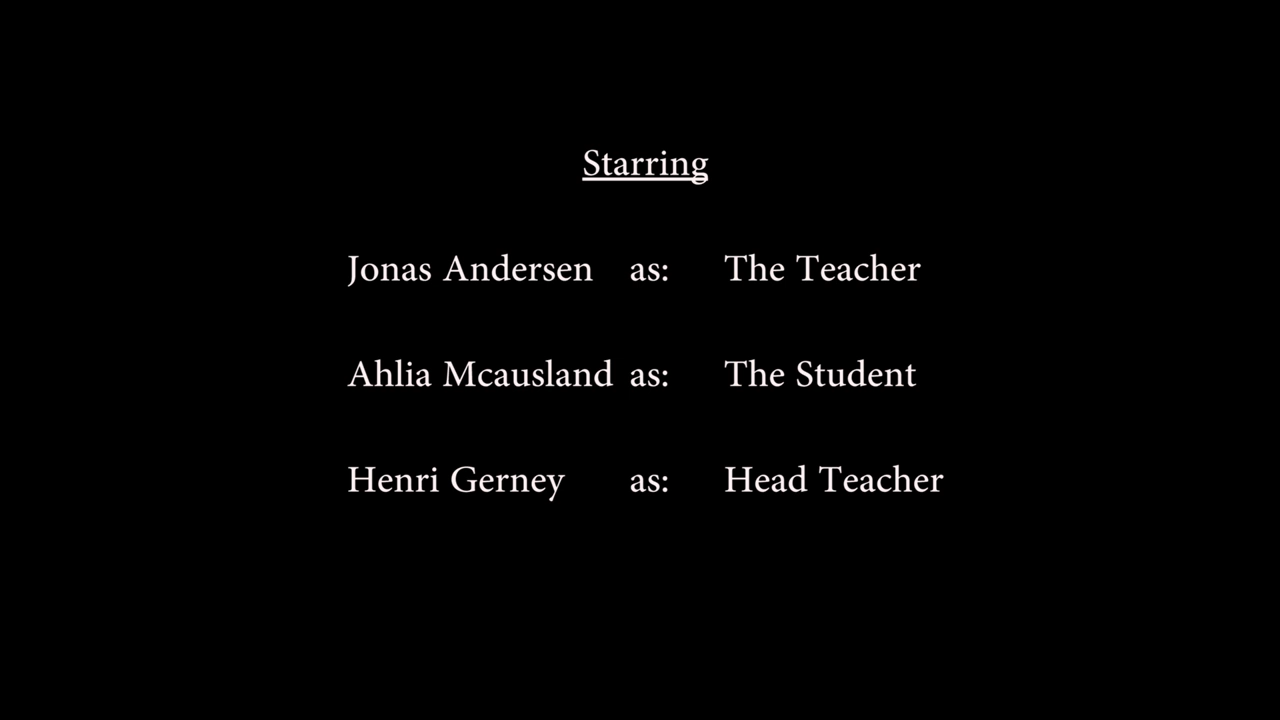 Starring
Jonas Andersen as: The Teacher
Ahlia Mcausland as: The Student
Henri Gerney as: Head Teacher